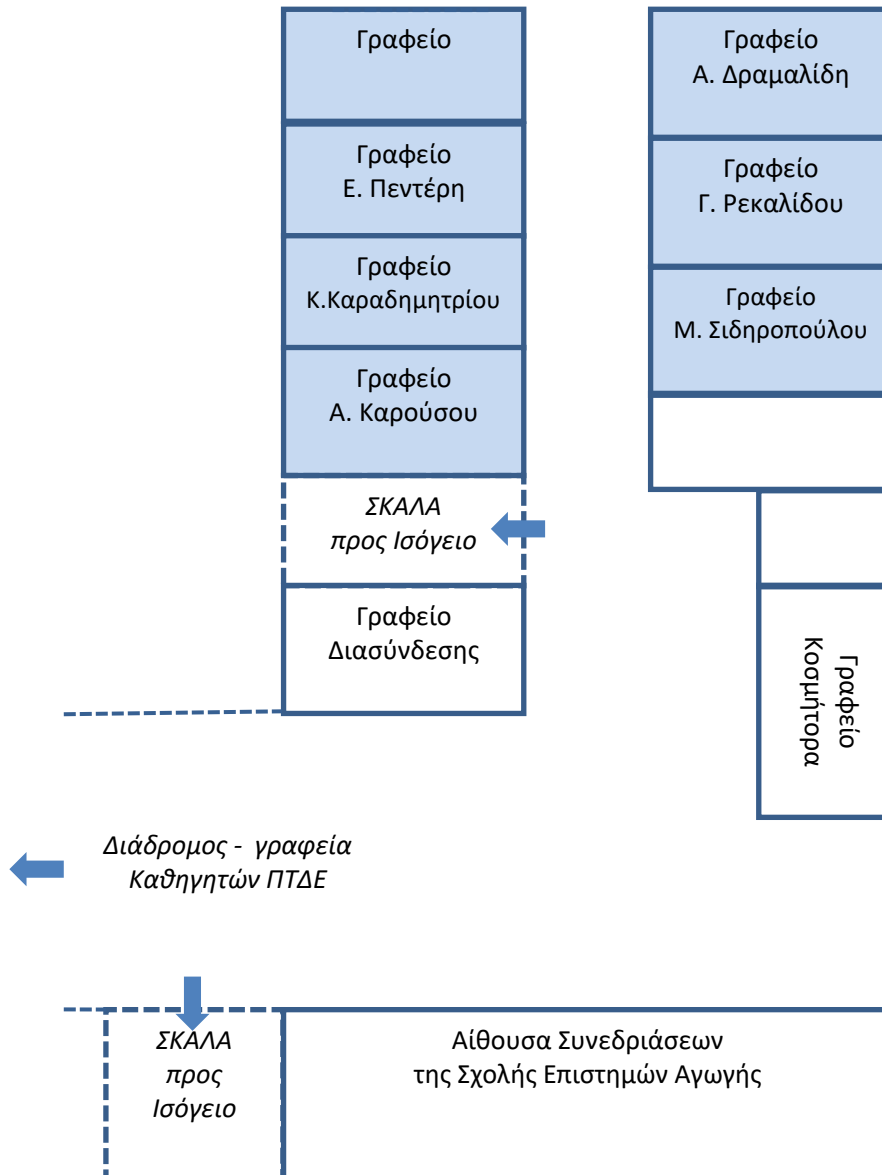 Γραφείο
Γραφείο
Α. Δραμαλίδη
Γραφείο
Ε. Πεντέρη
Γραφείο
Γ. Ρεκαλίδου
Γραφείο
Κ.Καραδημητρίου
Γραφείο
Μ. Σιδηροπούλου
Γραφείο
Α. Καρούσου
ΣΚΑΛΑ
προς Ισόγειο
Γραφείο
Διασύνδεσης
Γραφείο
Κοσμήτορα
Διάδρομος - γραφεία
Καθηγητών ΠΤΔΕ
ΣΚΑΛΑ
προς
Ισόγειο
Αίθουσα Συνεδριάσεων
της Σχολής Επιστημών Αγωγής